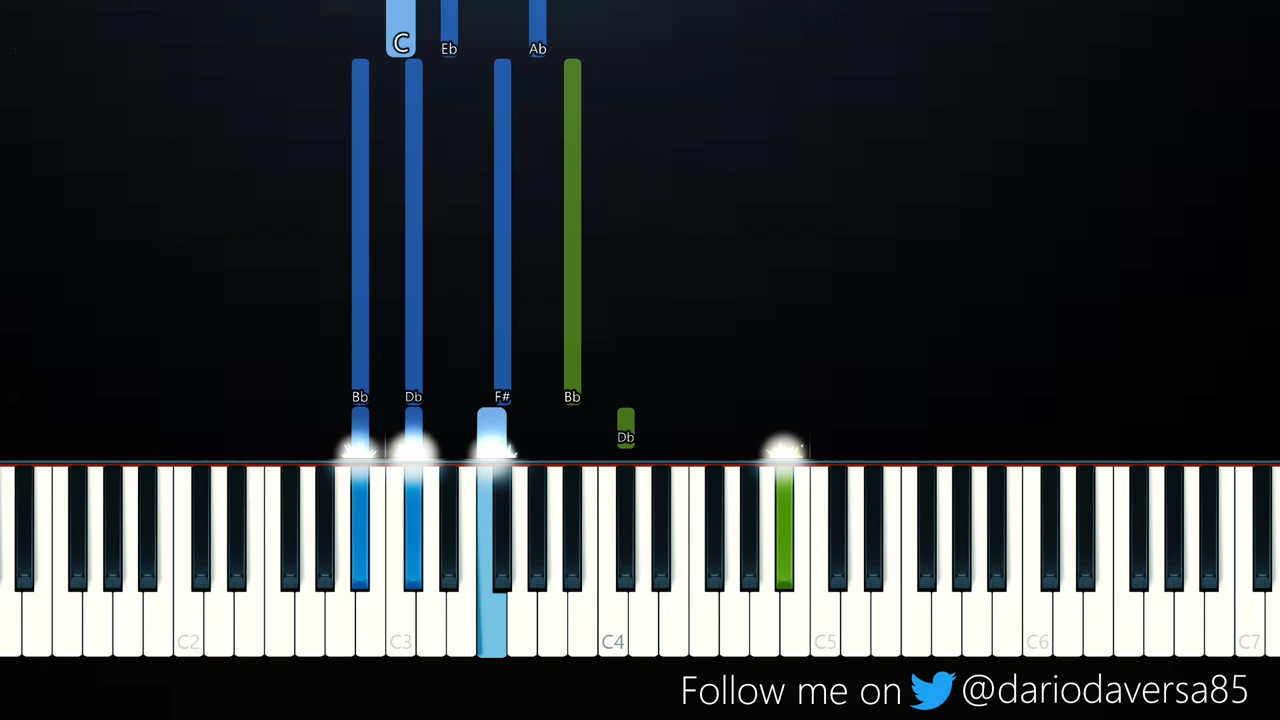 C Eb Ab
Bb Db F# Bb
Db
C2 C3 C4 C5 C6 C7
Follow me on @dariodaversa85